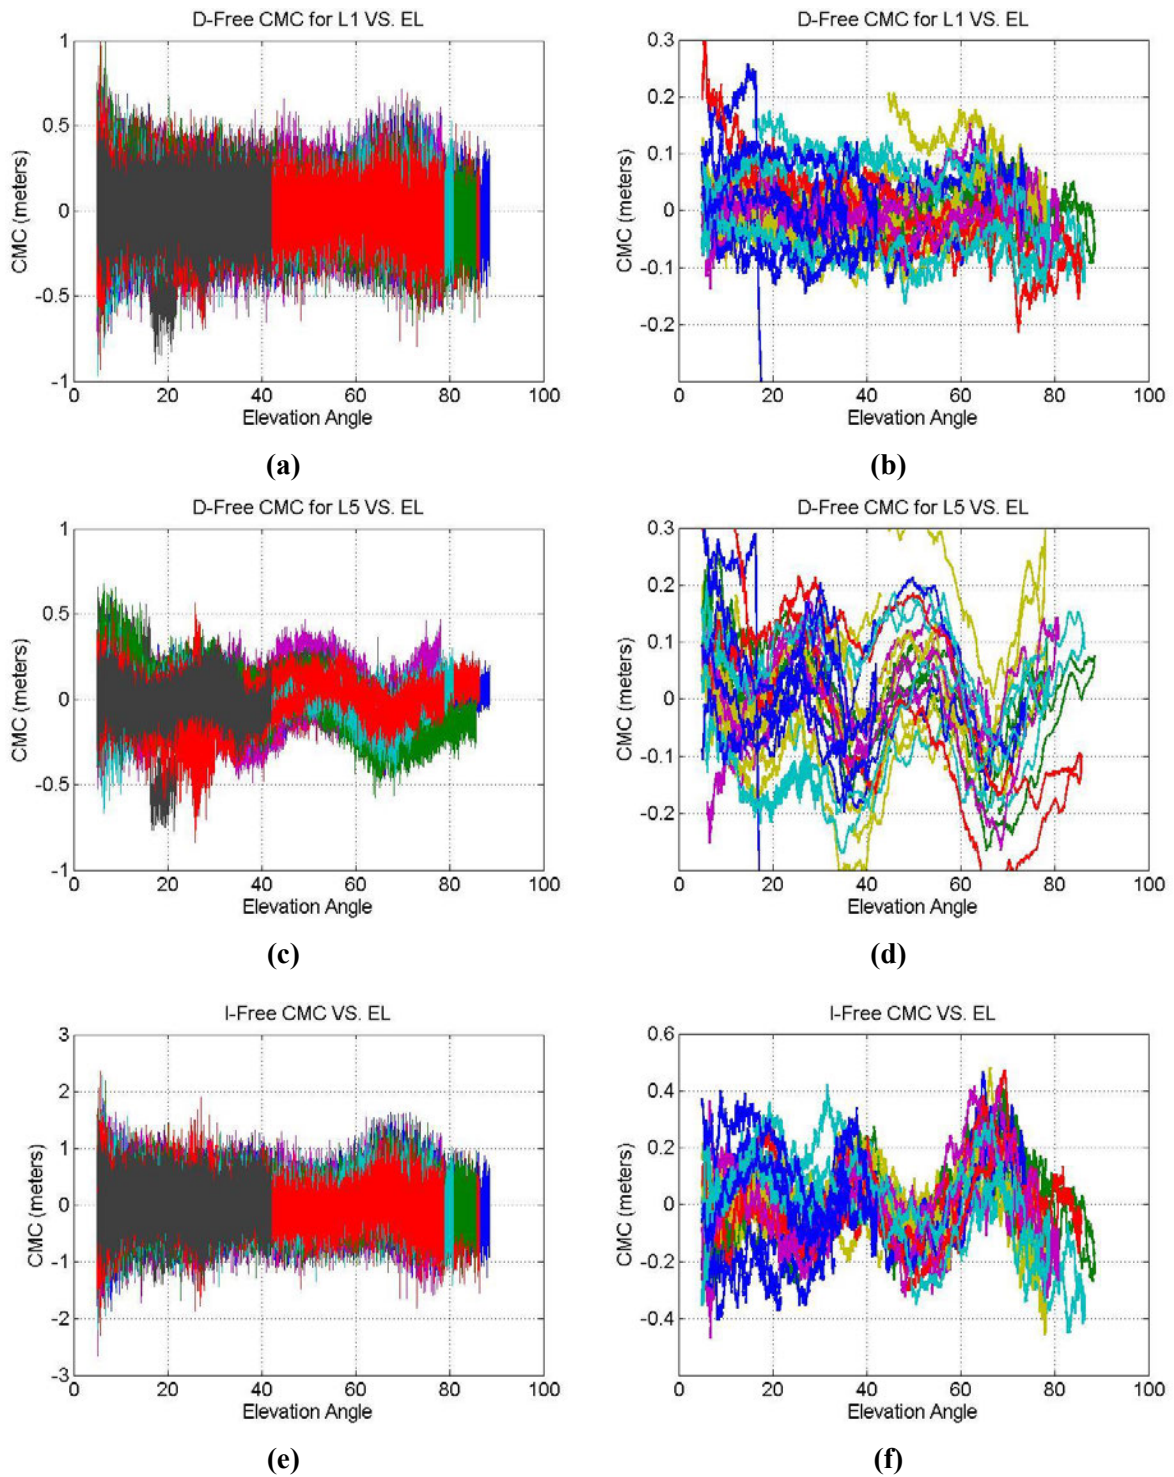 D-Free CMC for L1 VS. EL
D-Free CMC for L1 VS. EL
1
0.5
0
-0.5
-1
CMC (meters)
0 20 40 60 80 100
Elevation Angle
0.3
0.2
0.1
0
-0.1
-0.2
CMC (meters)
0 20 40 60 80 100
Elevation Angle
(a)
(b)
D-Free CMC for L5 VS. EL
D-Free CMC for L5 VS. EL
1
0.5
0
-0.5
-1
CMC (meters)
0 20 40 60 80 100
Elevation Angle
0.3
0.2
0.1
0
-0.1
-0.2
CMC (meters)
0 20 40 60 80 100
Elevation Angle
(c)
(d)
I-Free CMC VS. EL
I-Free CMC VS. EL
3
2
1
0
-1
-2
-3
CMC (meters)
0 20 40 60 80 100
Elevation Angle
0.6
0.4
0.2
0
-0.2
-0.4
CMC (meters)
0 20 40 60 80 100
Elevation Angle
(e)
(f)